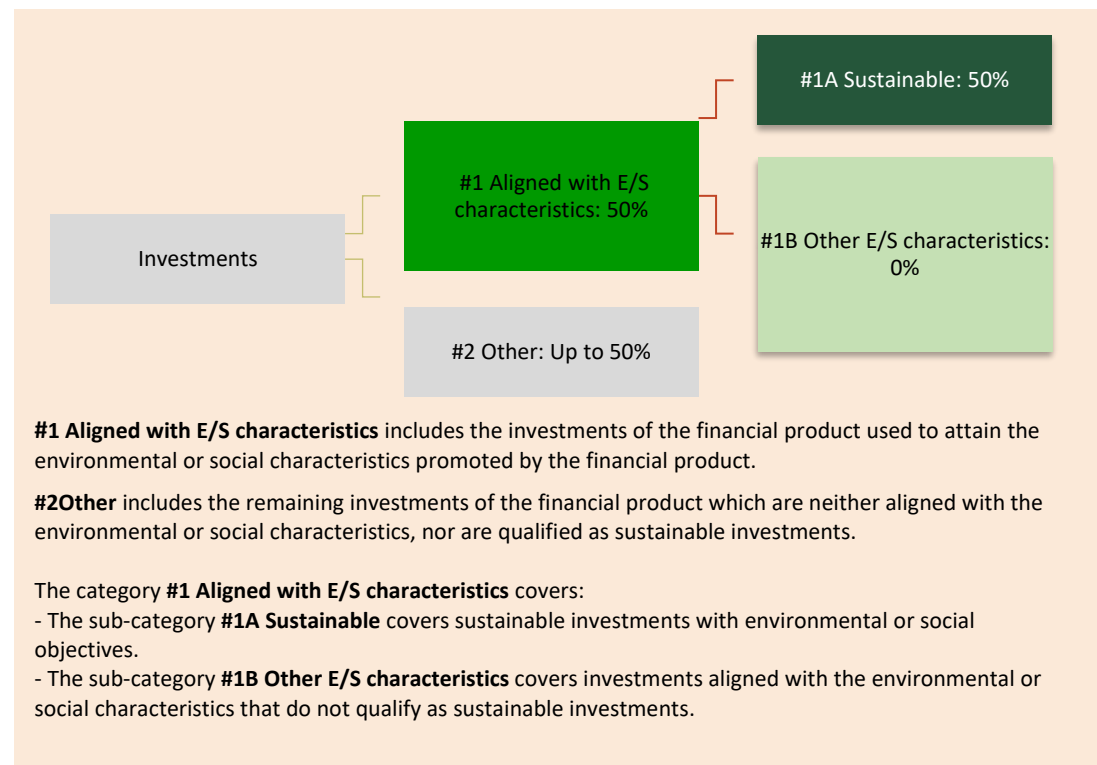 #1A Sustainable: 50%
#1 Aligned with E/S
characteristics: 50%
#1B Other E/S characteristics:
0%
Investments
#2 Other: Up to 50%
#1 Aligned with E/S characteristics includes the investments of the financial product used to attain the
environmental or social characteristics promoted by the financial product.
#2Other includes the remaining investments of the financial product which are neither aligned with the
environmental or social characteristics, nor are qualified as sustainable investments.
The category #1 Aligned with E/S characteristics covers:
- The sub-category #1A Sustainable covers sustainable investments with environmental or social
objectives.
- The sub-category #1B Other E/S characteristics covers investments aligned with the environmental or
social characteristics that do not qualify as sustainable investments.